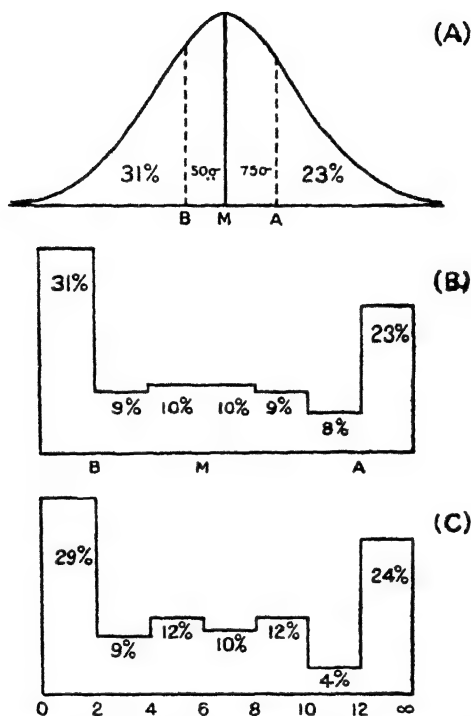 (A)
31% .50σ .75σ 23%
B M A
(B)
31%
23%
9% 10% 10% 9% 8%
B M A
(C)
29%
24%
9% 12% 10% 12% 4%
0 2 4 6 8 10 12 ∞